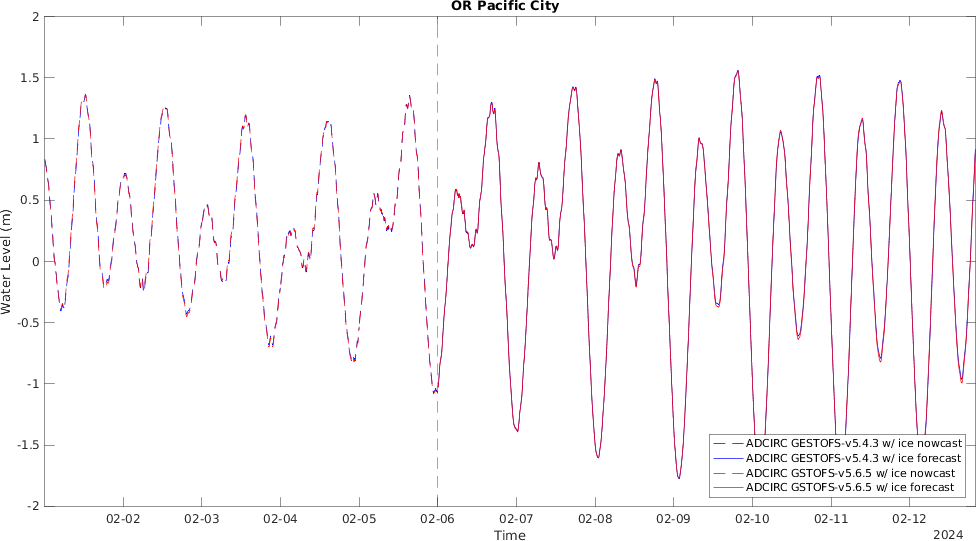 OR Pacific City
2
1.5
1
0.5
0
-0.5
-1
-1.5
-2
Water Level (m)
ADCIRC GESTOFS-v5.4.3 w/ ice nowcast
ADCIRC GESTOFS-v5.4.3 w/ ice forecast
ADCIRC GSTOFS-v5.6.5 w/ ice nowcast
ADCIRC GSTOFS-v5.6.5 w/ ice forecast
02-02 02-03 02-04 02-05 02-06 02-07 02-08 02-09 02-10 02-11 02-12
Time
2024